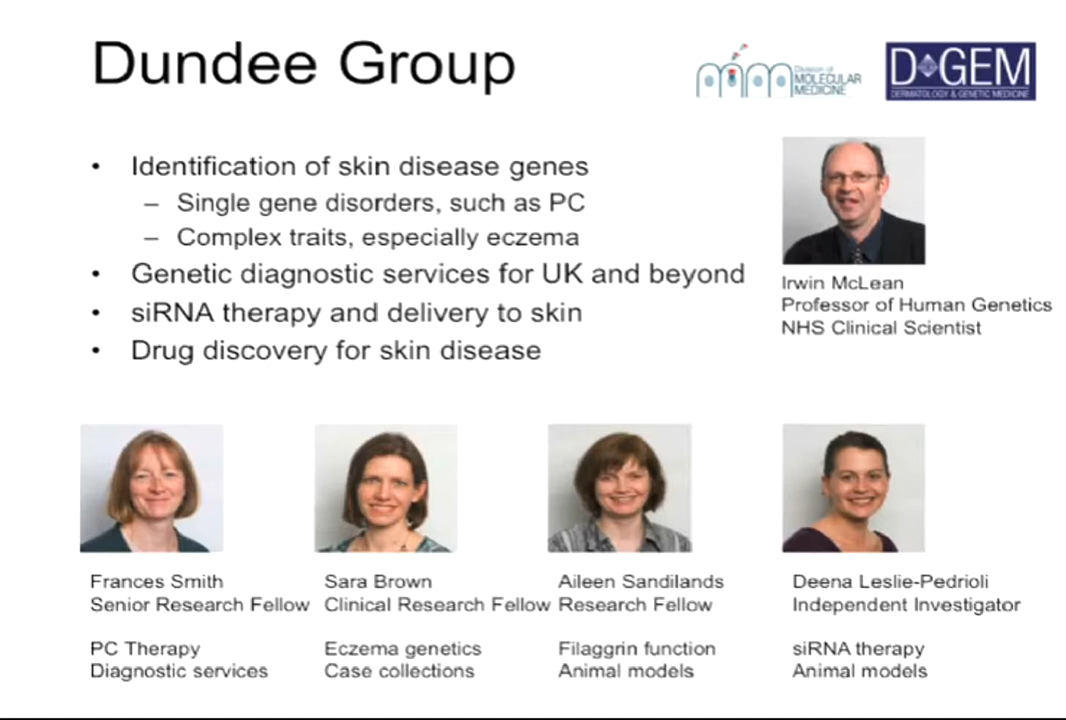 Dundee Group
Division of
MOLECULAR
MEDICINE
D GEM
DERMATOLOGY & GENETIC MEDICINE
• Identification of skin disease genes
– Single gene disorders, such as PC
– Complex traits, especially eczema
• Genetic diagnostic services for UK and beyond
• siRNA therapy and delivery to skin
• Drug discovery for skin disease
Irwin McLean
Professor of Human Genetics
NHS Clinical Scientist
Frances Smith
Senior Research Fellow
PC Therapy
Diagnostic services
Sara Brown
Clinical Research Fellow
Eczema genetics
Case collections
Aileen Sandilands
Research Fellow
Filaggrin function
Animal models
Deena Leslie-Pedrioli
Independent Investigator
siRNA therapy
Animal models